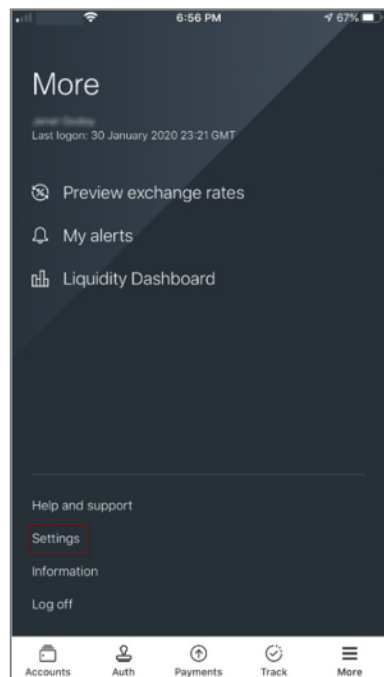 6:56 PM
67%
More
Last logon: 30 January 2020 23:21 GMT
Preview exchange rates
My alerts
Liquidity Dashboard
Help and support
Settings
Information
Log off
Accounts Auth Payments Track More